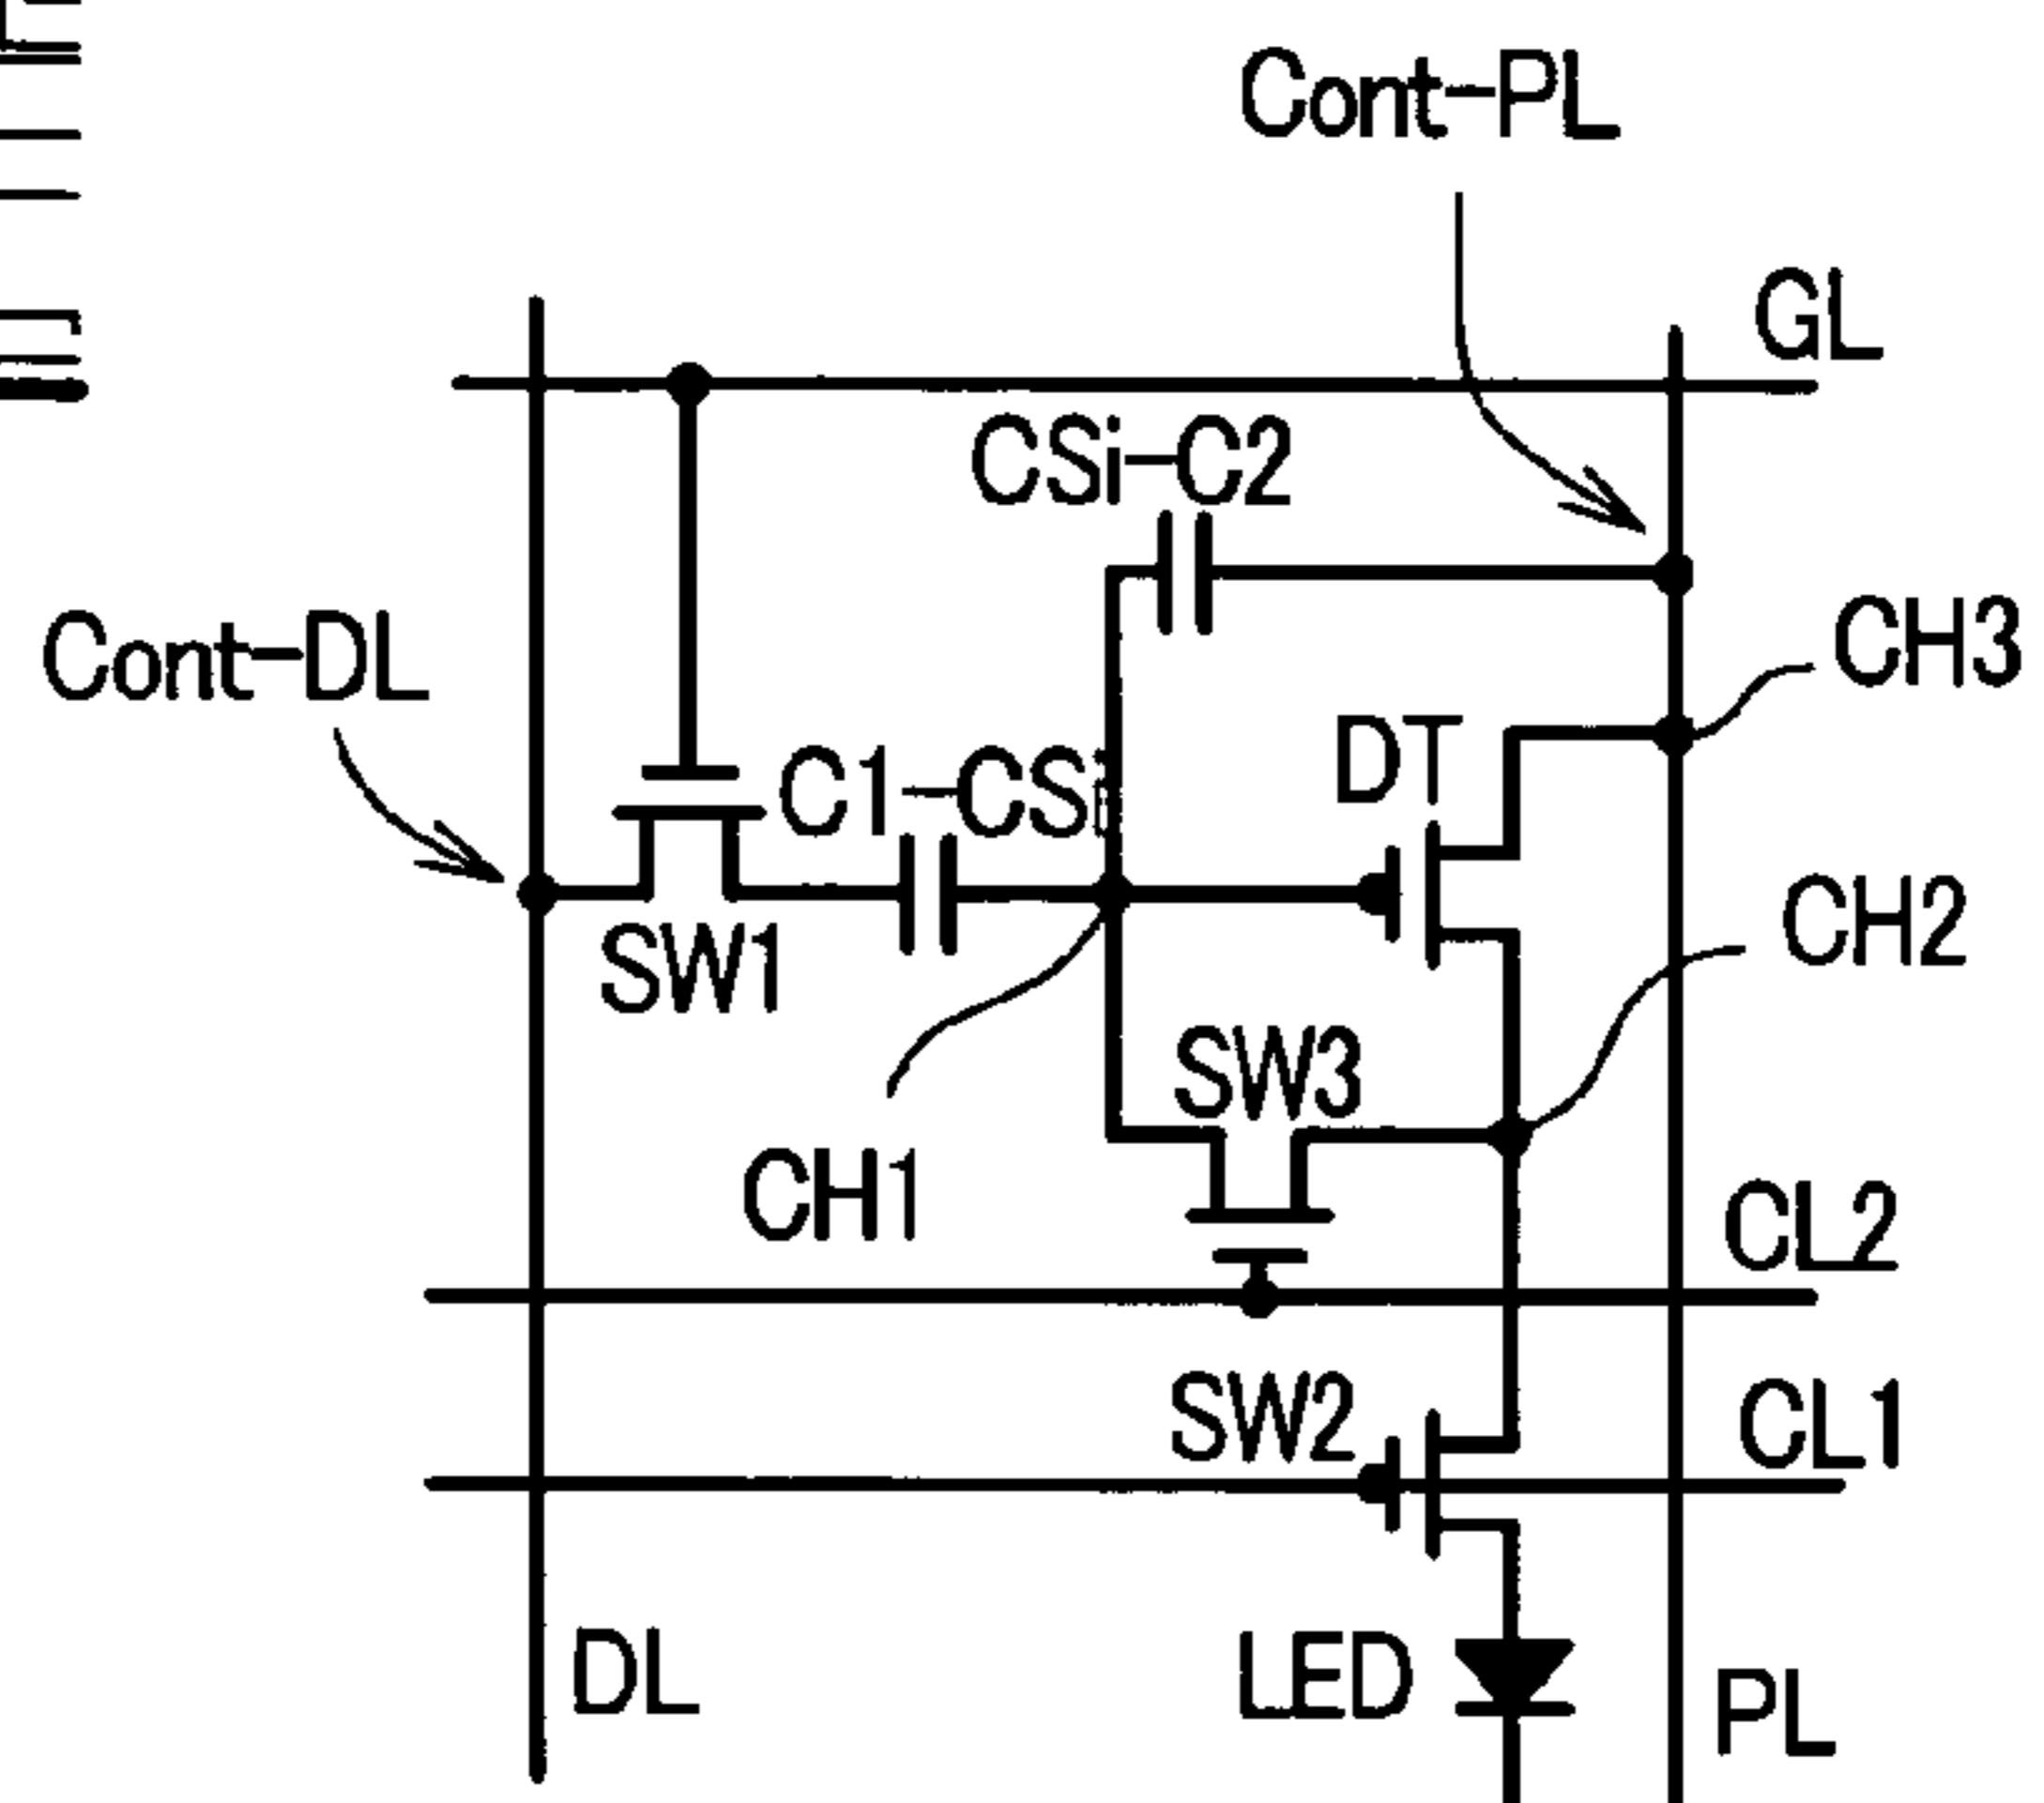 Cont-PL
GL
CSi-C2
Cont-DL
CH3
DT
C1-CSi
CH2
SW1
SW3
CH1
CL2
SW2
CL1
DL
LED
PL